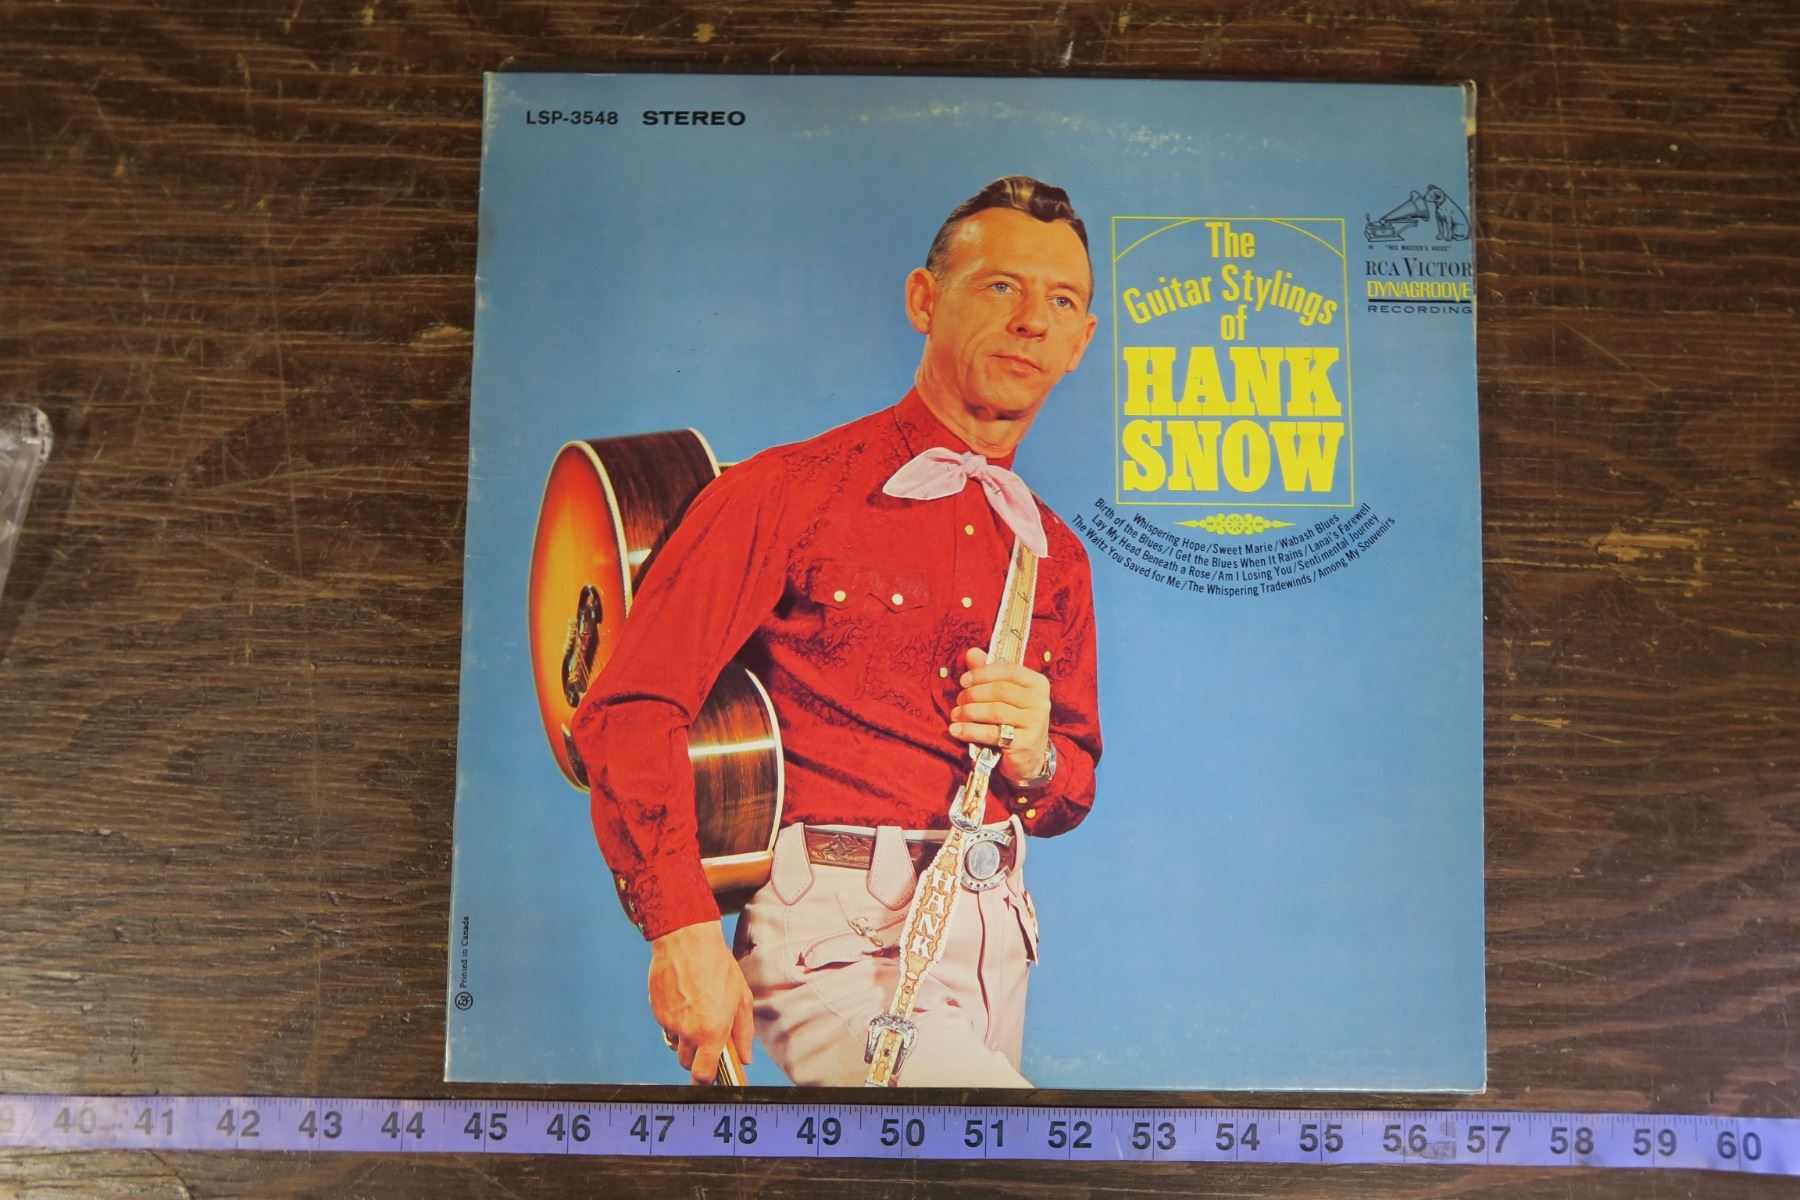 LSP-3548 STEREO
The
Guitar Stylings
of
HANK
SNOW
"HIS MASTER'S VOICE"
RCA VICTOR
DYNAGROOVE
RECORDING
Whispering Hope/Sweet Marie/Wabash Blues
Birth of the Blues/I Get the Blues When It Rains/Lanai's Farewell
Lay My Head Beneath a Rose/Am I Losing You/Sentimental Journey
The Waltz You Saved for Me/The Whispering Tradewinds/Among My Souvenirs
HANK
Printed in Canada
40 41 42 43 44 45 46 47 48 49 50 51 52 53 54 55 56 57 58 59 60